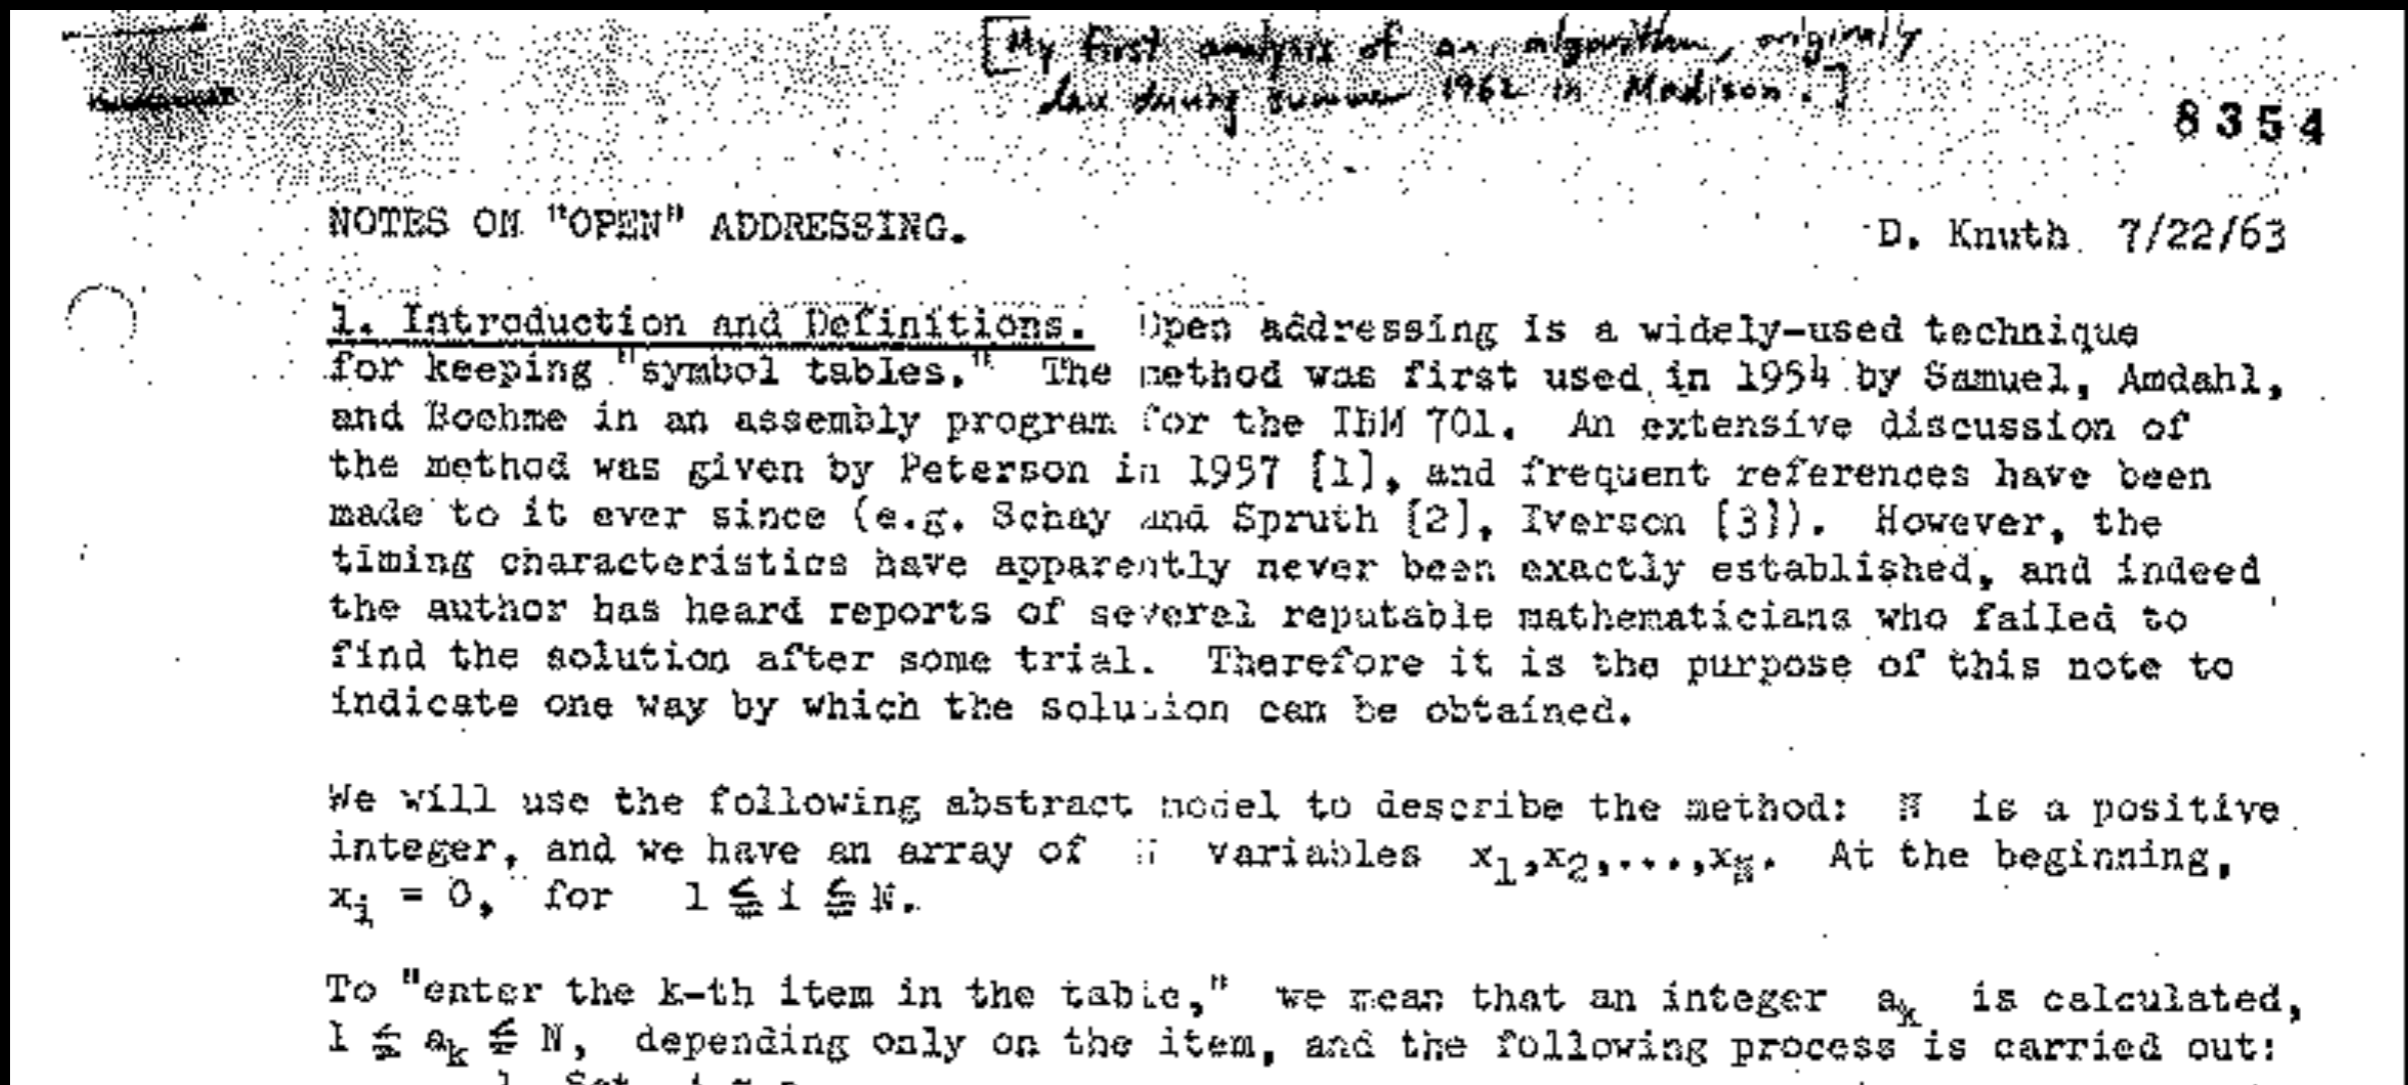 [My first analysis of an algorithm, originally
done during summer 1962 in Madison.]
8354
NOTES ON "OPEN" ADDRESSING.
D. Knuth 7/22/63
1. Introduction and Definitions. Open addressing is a widely-used technique
for keeping "symbol tables." The method was first used in 1954 by Samuel, Amdahl,
and Boehme in an assembly program for the IBM 701. An extensive discussion of
the method was given by Peterson in 1957 [1], and frequent references have been
made to it ever since (e.g. Schay and Spruth [2], Iverson [3]). However, the
timing characteristics have apparently never been exactly established, and indeed
the author has heard reports of several reputable mathematicians who failed to
find the solution after some trial. Therefore it is the purpose of this note to
indicate one way by which the solution can be obtained.
We will use the following abstract model to describe the method: N is a positive
integer, and we have an array of N variables x₁,x₂,...,x_N. At the beginning,
xᵢ = 0, for 1 ≦ i ≦ N.
To "enter the k-th item in the table," we mean that an integer aₖ is calculated,
1 ≦ aₖ ≦ N, depending only on the item, and the following process is carried out: